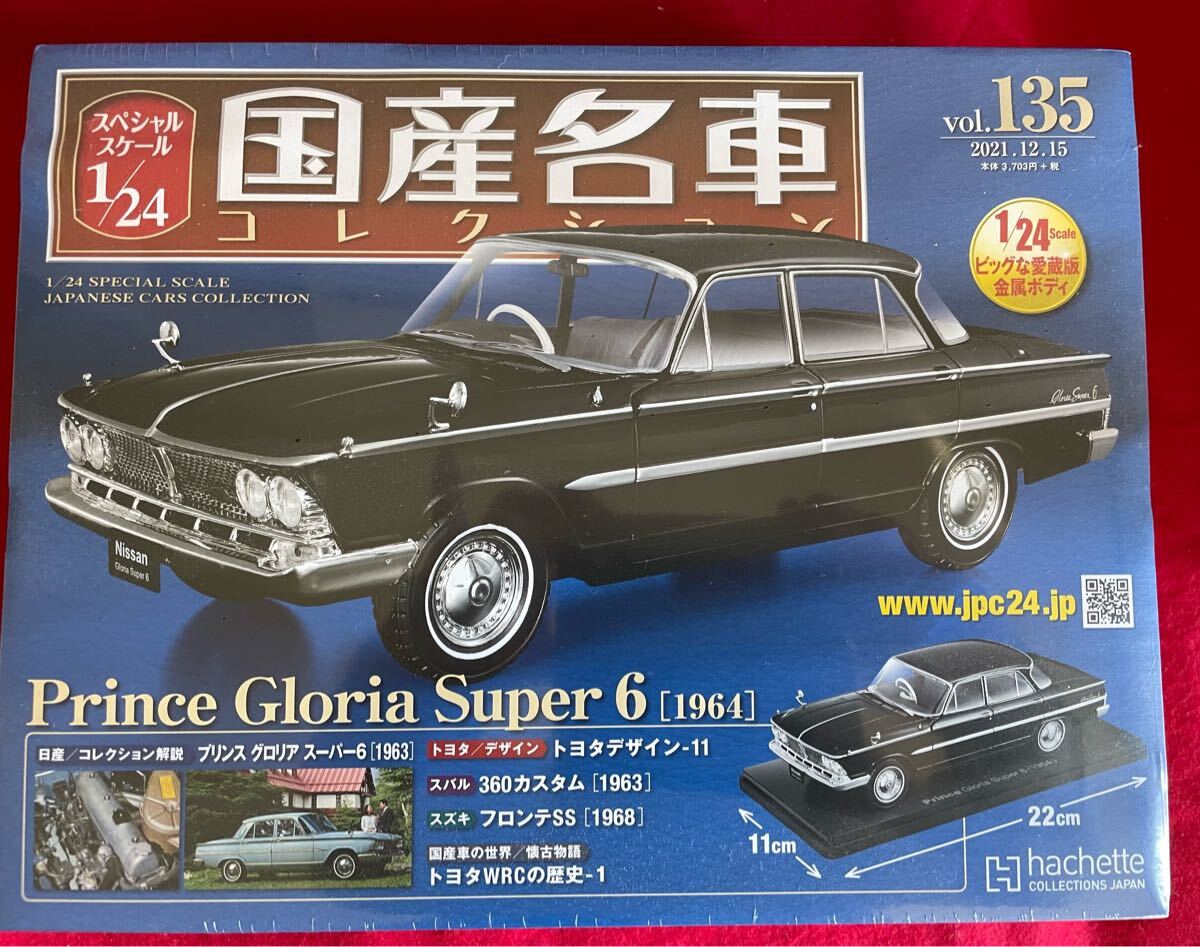 スペシャル
スケール
1/24
国産名車
コレクション
1/24 SPECIAL SCALE
JAPANESE CARS COLLECTION
vol.135
2021.12.15
本体 3,703円+税
1/24 Scale
ビッグな愛蔵版
金属ボディ
Gloria Super 6
Nissan
Gloria Super 6
www.jpc24.jp
Prince Gloria Super 6 [1964]
日産/コレクション解説 プリンス グロリア スーパー6 [1963]
トヨタ/デザイン トヨタデザイン-11
スバル 360カスタム [1963]
スズキ フロンテSS [1968]
国産車の世界/懐古物語
トヨタWRCの歴史-1
Prince Gloria Super 6 (1964)
11cm
22cm
hachette
COLLECTIONS JAPAN